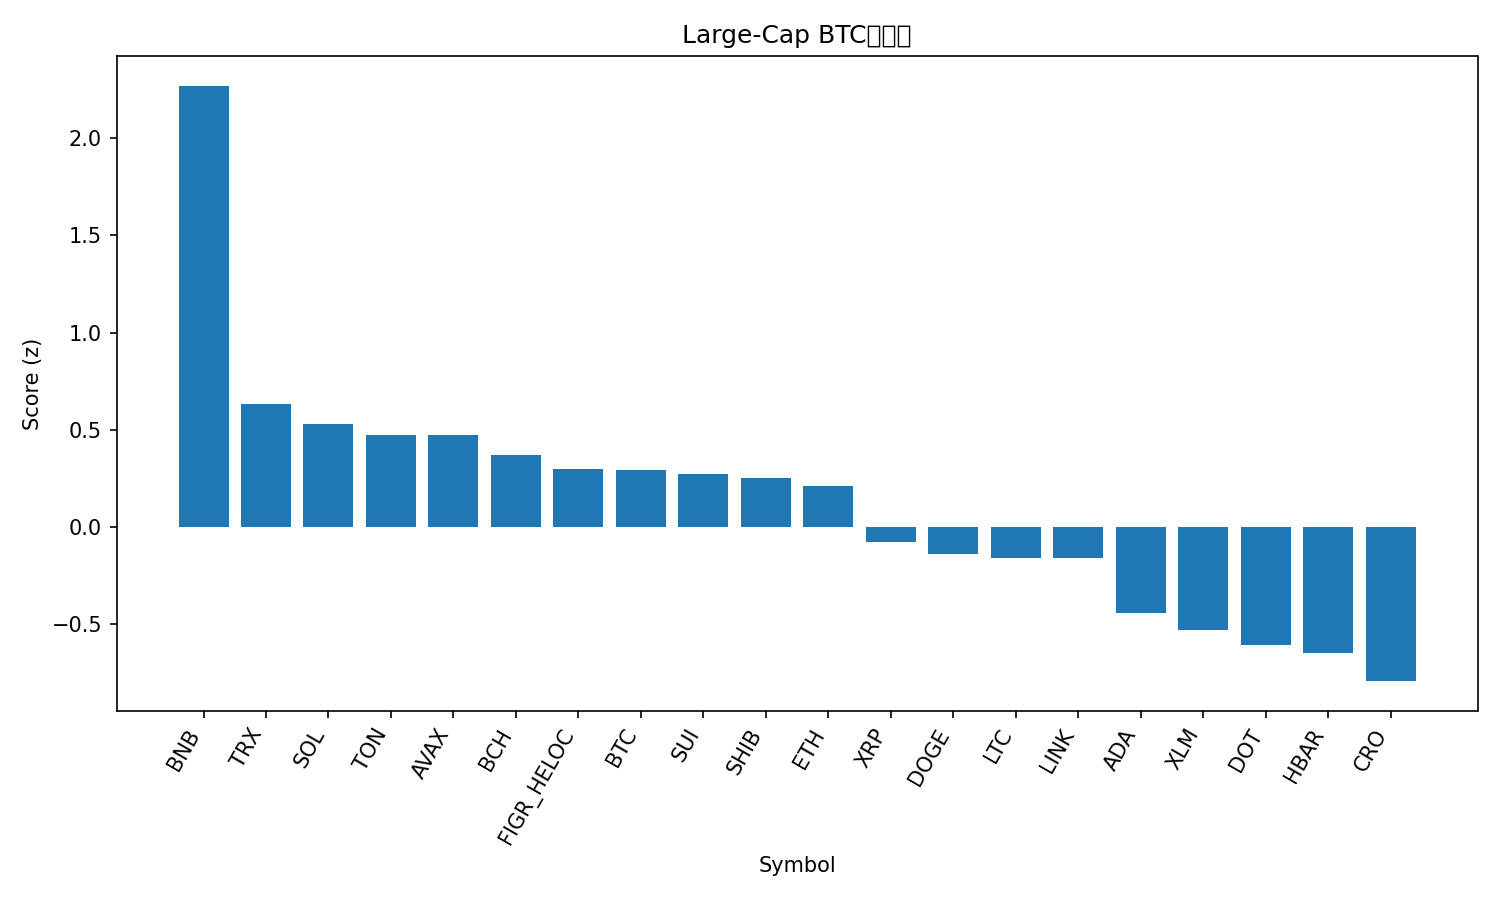 Large-Cap BTC
Score (z)
2.0
1.5
1.0
0.5
0.0
−0.5
BNB
TRX
SOL
TON
AVAX
BCH
FIGR_HELOC
BTC
SUI
SHIB
ETH
XRP
DOGE
LTC
LINK
ADA
XLM
DOT
HBAR
CRO
Symbol